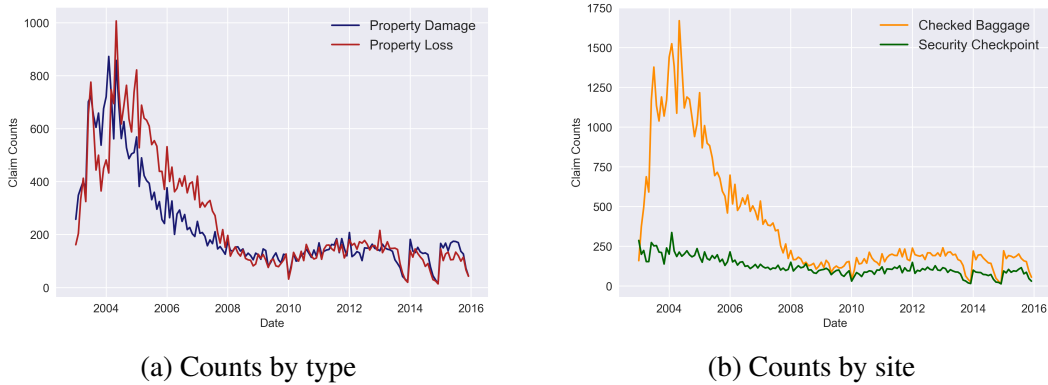 Property Damage
Property Loss
1000
800
600
400
200
0
Claim Counts
2004 2006 2008 2010 2012 2014 2016
Date
(a) Counts by type
Checked Baggage
Security Checkpoint
1750
1500
1250
1000
750
500
250
0
Claim Counts
2004 2006 2008 2010 2012 2014 2016
Date
(b) Counts by site